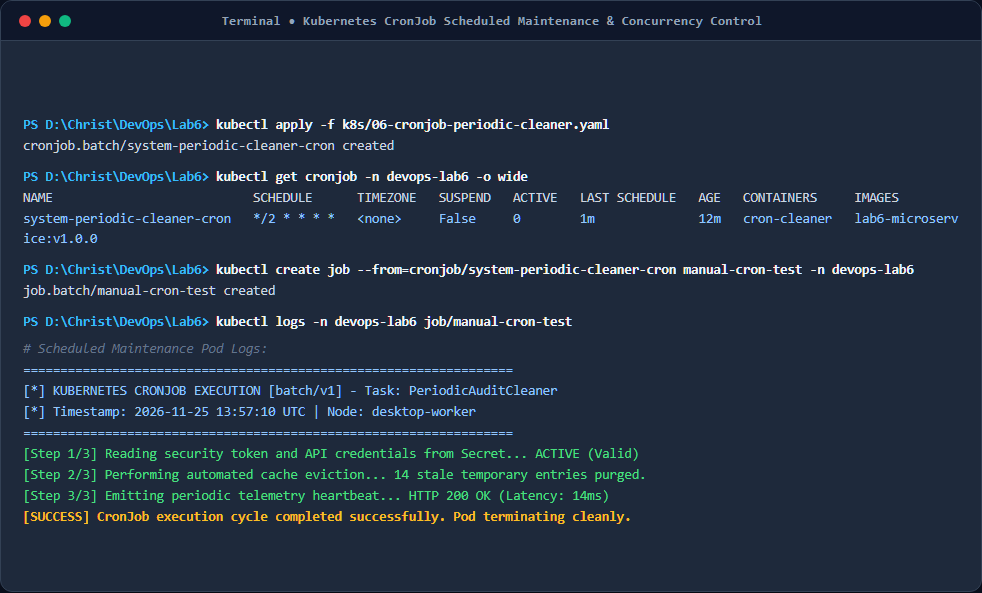 Terminal • Kubernetes CronJob Scheduled Maintenance & Concurrency Control
PS D:\Christ\DevOps\Lab6> kubectl apply -f k8s/06-cronjob-periodic-cleaner.yaml
cronjob.batch/system-periodic-cleaner-cron created
PS D:\Christ\DevOps\Lab6> kubectl get cronjob -n devops-lab6 -o wide
NAME                           SCHEDULE      TIMEZONE   SUSPEND   ACTIVE   LAST SCHEDULE   AGE   CONTAINERS     IMAGES
system-periodic-cleaner-cron   */2 * * * *   <none>     False     0        1m              12m   cron-cleaner   lab6-microserv
ice:v1.0.0
PS D:\Christ\DevOps\Lab6> kubectl create job --from=cronjob/system-periodic-cleaner-cron manual-cron-test -n devops-lab6
job.batch/manual-cron-test created
PS D:\Christ\DevOps\Lab6> kubectl logs -n devops-lab6 job/manual-cron-test
# Scheduled Maintenance Pod Logs:
==================================================================
[*] KUBERNETES CRONJOB EXECUTION [batch/v1] - Task: PeriodicAuditCleaner
[*] Timestamp: 2026-11-25 13:57:10 UTC | Node: desktop-worker
==================================================================
[Step 1/3] Reading security token and API credentials from Secret... ACTIVE (Valid)
[Step 2/3] Performing automated cache eviction... 14 stale temporary entries purged.
[Step 3/3] Emitting periodic telemetry heartbeat... HTTP 200 OK (Latency: 14ms)
[SUCCESS] CronJob execution cycle completed successfully. Pod terminating cleanly.